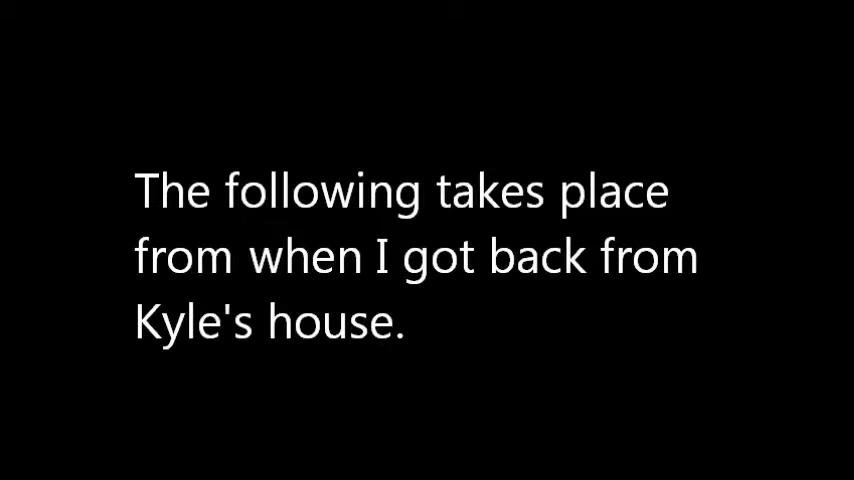 The following takes place
from when I got back from
Kyle's house.